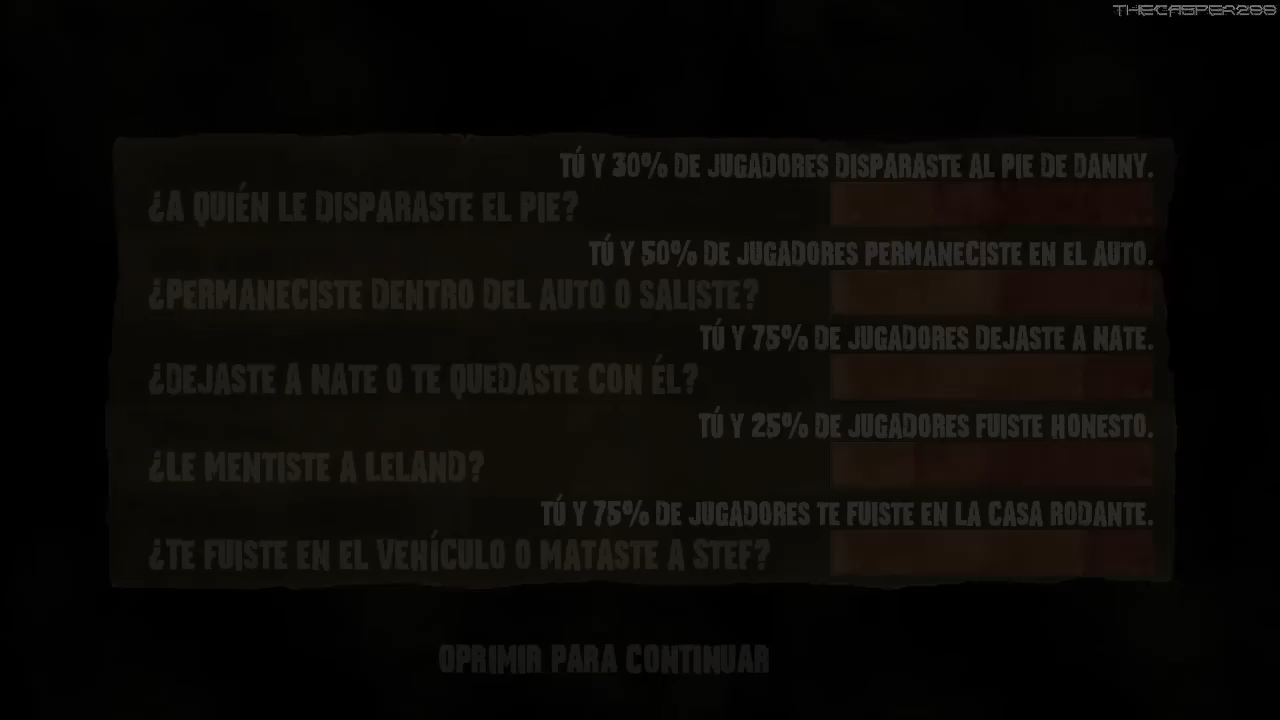 THECASPER288
TÚ Y 30% DE JUGADORES DISPARASTE AL PIE DE DANNY.
¿A QUIÉN LE DISPARASTE EL PIE?
TÚ Y 50% DE JUGADORES PERMANECISTE EN EL AUTO.
¿PERMANECISTE DENTRO DEL AUTO O SALISTE?
TÚ Y 75% DE JUGADORES DEJASTE A NATE.
¿DEJASTE A NATE O TE QUEDASTE CON ÉL?
TÚ Y 25% DE JUGADORES FUISTE HONESTO.
¿LE MENTISTE A LELAND?
TÚ Y 75% DE JUGADORES TE FUISTE EN LA CASA RODANTE.
¿TE FUISTE EN EL VEHÍCULO O MATASTE A STEF?
OPRIMIR PARA CONTINUAR